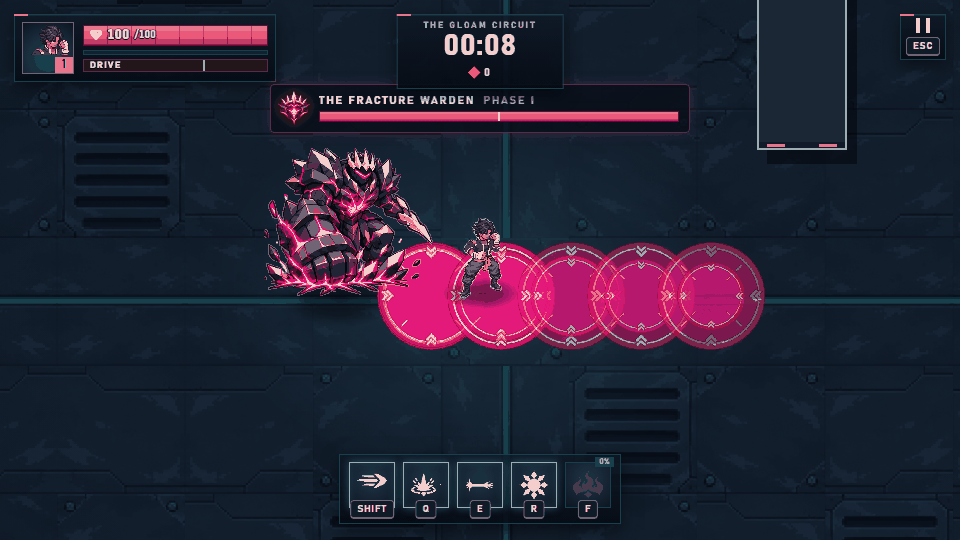 100 /100
1
DRIVE
THE GLOAM CIRCUIT
00:08
0
ESC
THE FRACTURE WARDEN PHASE I
0%
SHIFT
Q
E
R
F